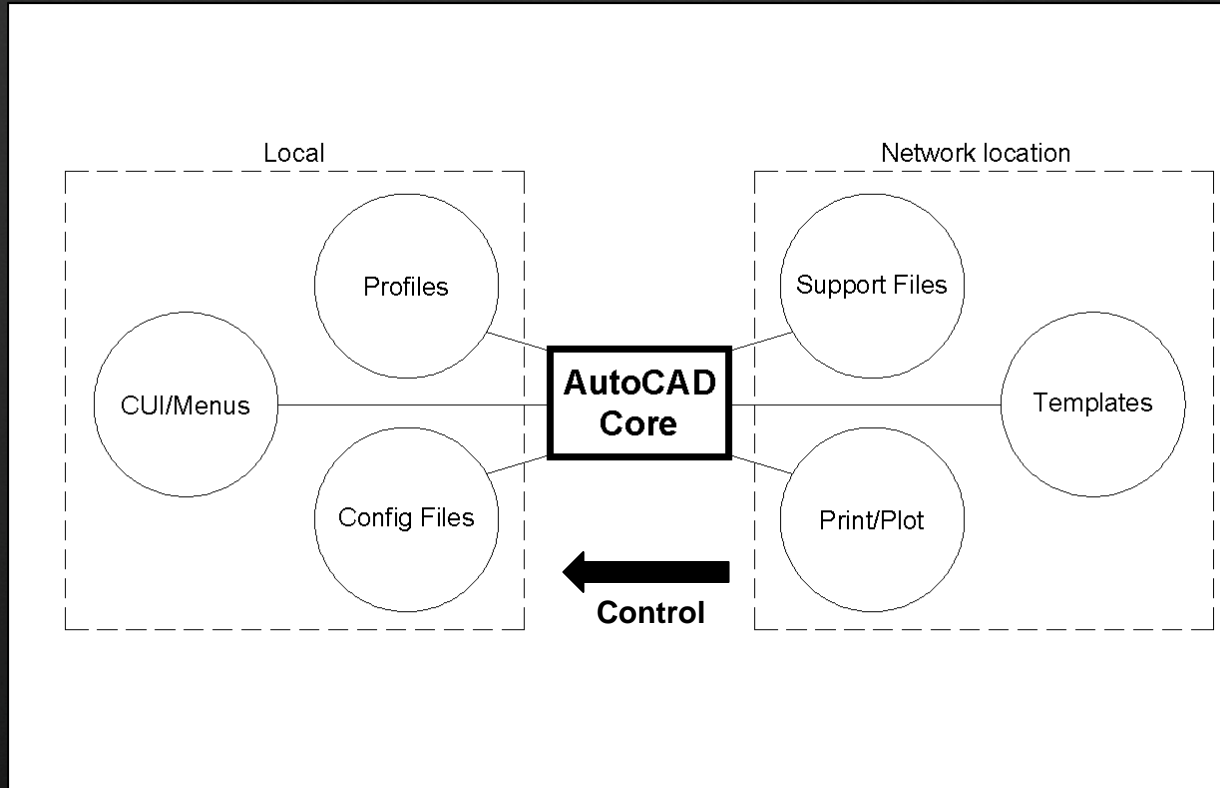 Local
Network location
Profiles
Support Files
CUI/Menus
AutoCAD
Core
Templates
Config Files
Print/Plot
Control